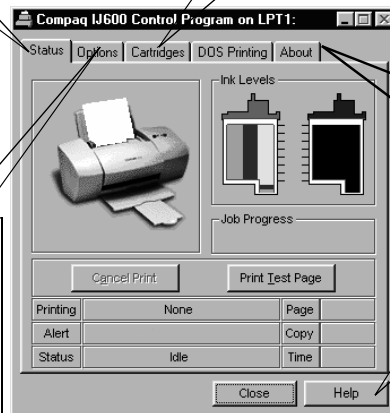 Compaq IJ600 Control Program on LPT1:
Status Options Cartridges DOS Printing About
Ink Levels
Job Progress
Cancel Print Print Test Page
Printing None Page
Alert Copy
Status Idle Time
Close Help